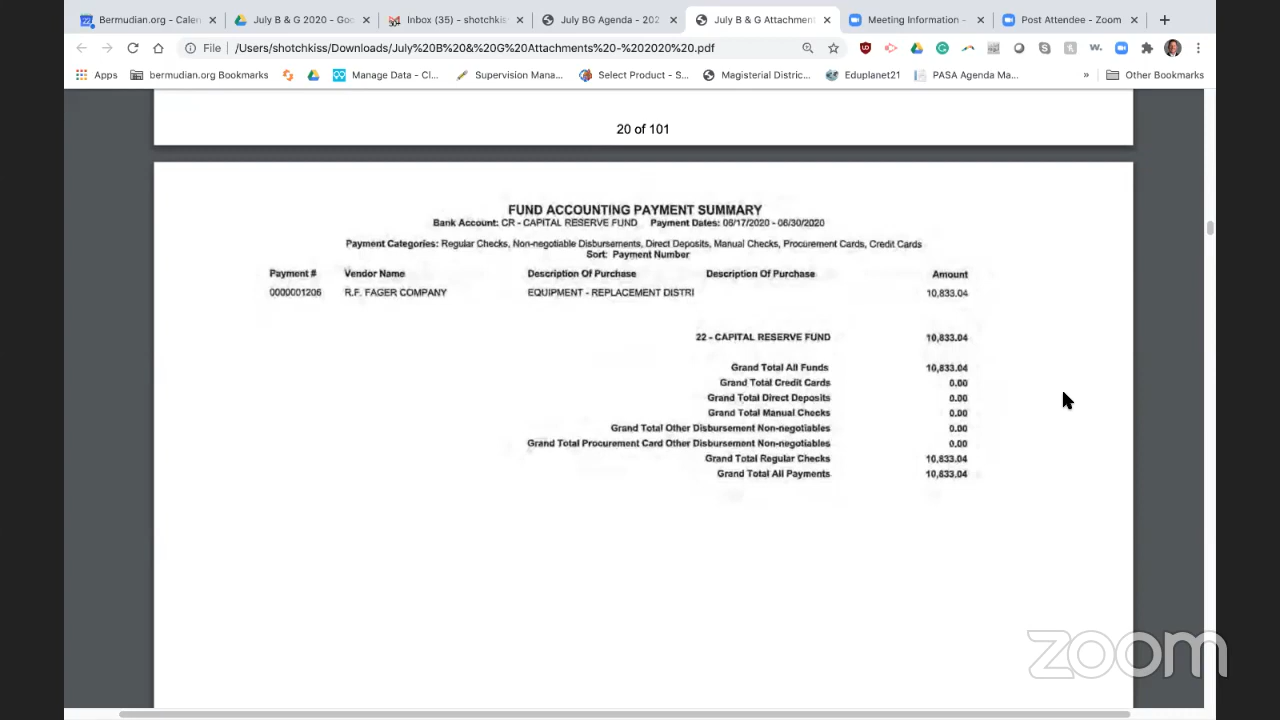 Bermudian.org - Calen
July B & G 2020 - Goo
Inbox (35) - shotchkis
July BG Agenda - 202
July B & G Attachment
Meeting Information -
Post Attendee - Zoom
File
/Users/shotchkiss/Downloads/July%20B%20&%20G%20Attachments%20-%202020%20.pdf
Apps
bermudian.org Bookmarks
Manage Data - Cl...
Supervision Mana...
Select Product - S...
Magisterial Distric...
Eduplanet21
PASA Agenda Ma...
»
Other Bookmarks
20 of 101
FUND ACCOUNTING PAYMENT SUMMARY
Bank Account: CR - CAPITAL RESERVE FUND Payment Dates: 06/17/2020 - 06/30/2020
Payment Categories: Regular Checks, Non-negotiable Disbursements, Direct Deposits, Manual Checks, Procurement Cards, Credit Cards
Sort: Payment Number
Payment # Vendor Name Description Of Purchase Description Of Purchase Amount
0000001206 R.F. FAGER COMPANY EQUIPMENT - REPLACEMENT DISTRI 10,833.04
22 - CAPITAL RESERVE FUND 10,833.04
Grand Total All Funds 10,833.04
Grand Total Credit Cards 0.00
Grand Total Direct Deposits 0.00
Grand Total Manual Checks 0.00
Grand Total Other Disbursement Non-negotiables 0.00
Grand Total Procurement Card Other Disbursement Non-negotiables 0.00
Grand Total Regular Checks 10,833.04
Grand Total All Payments 10,833.04
zoom